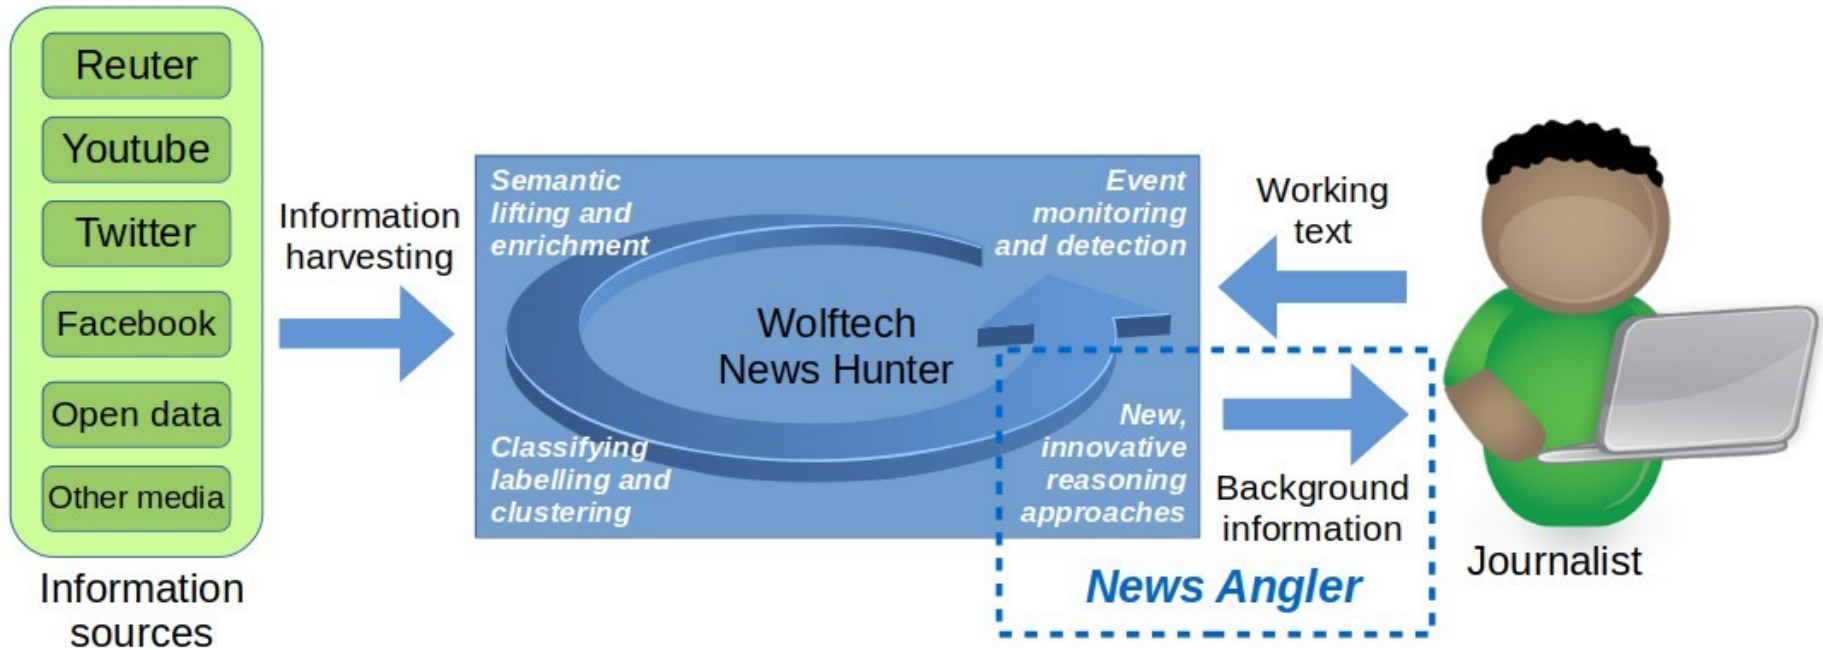 Reuter
Youtube
Twitter
Facebook
Open data
Other media
Information
sources
Information
harvesting
Semantic
lifting and
enrichment
Event
monitoring
and detection
Wolftech
News Hunter
Classifying
labelling and
clustering
New,
innovative
reasoning
approaches
Working
text
Background
information
News Angler
Journalist